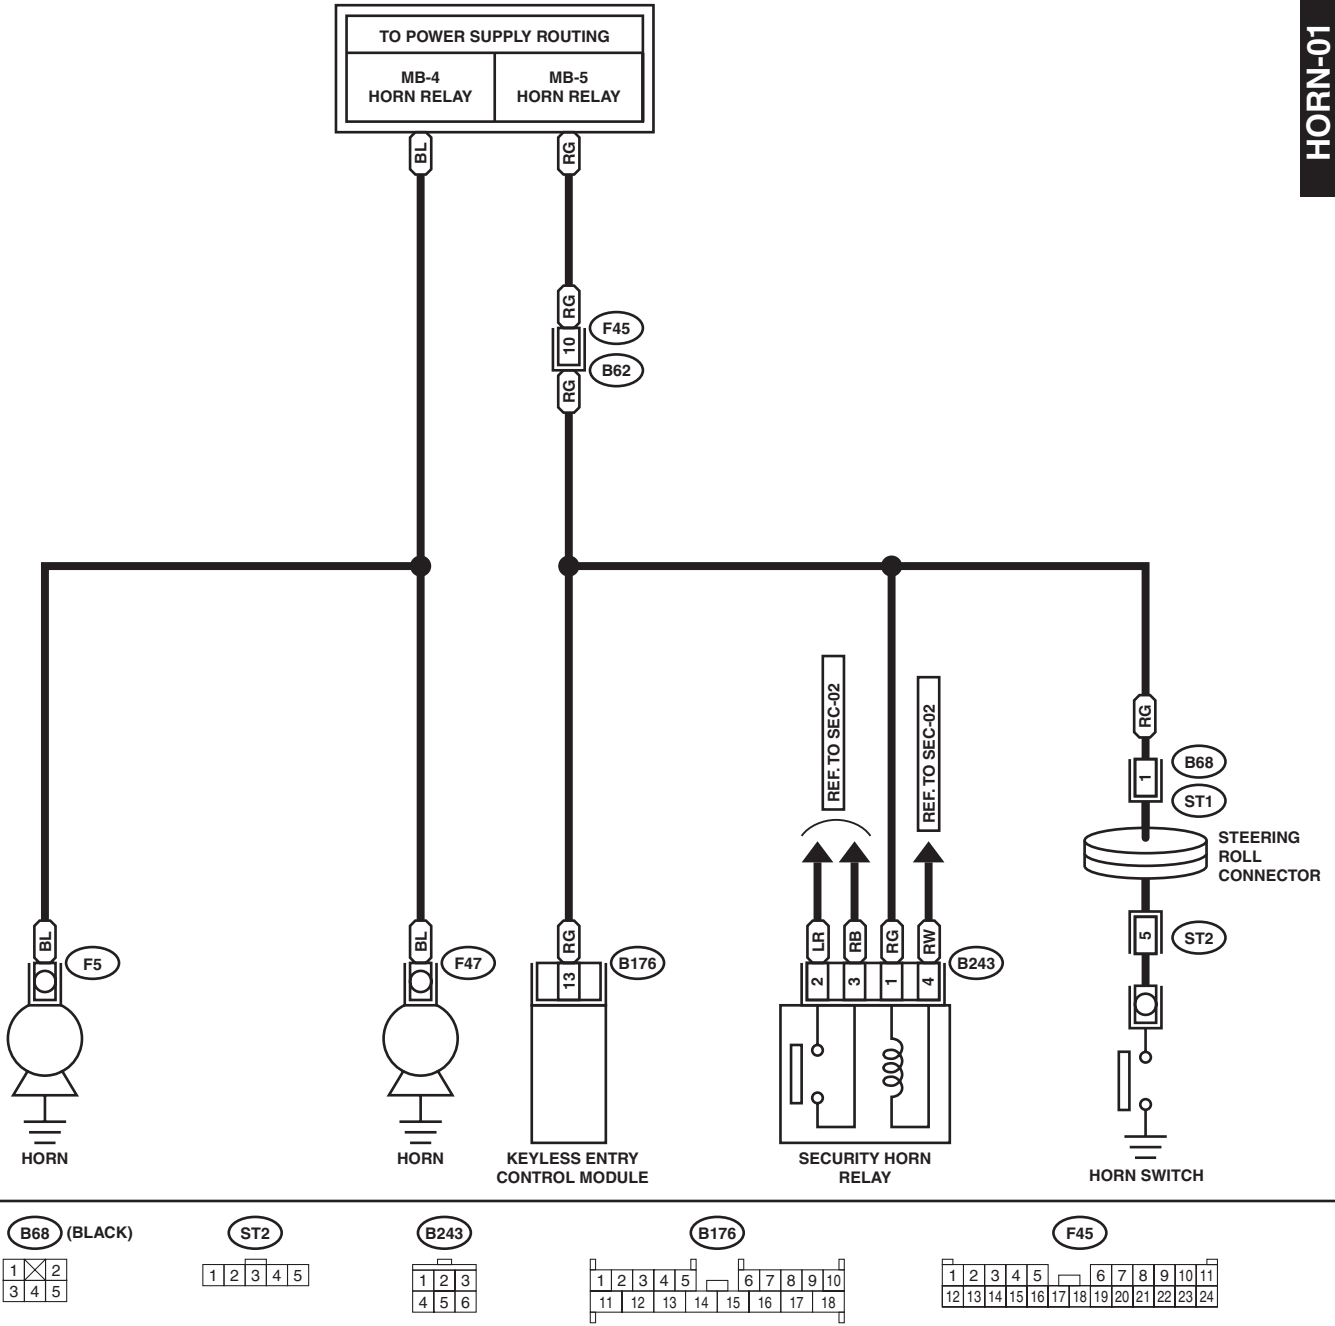 HORN-01
TO POWER SUPPLY ROUTING
MB-4
HORN RELAY
MB-5
HORN RELAY
BL
RG
RG
10
F45
B62
RG
REF. TO SEC-02
REF. TO SEC-02
RG
1
B68
ST1
STEERING
ROLL
CONNECTOR
5
ST2
BL
F5
BL
F47
RG
B176
13
LR
RB
RG
RW
B243
2
3
1
4
HORN
HORN
KEYLESS ENTRY
CONTROL MODULE
SECURITY HORN
RELAY
HORN SWITCH
B68 (BLACK)
1 2
3 4 5
ST2
1 2 3 4 5
B243
1 2 3
4 5 6
B176
1 2 3 4 5 6 7 8 9 10
11 12 13 14 15 16 17 18
F45
1 2 3 4 5 6 7 8 9 10 11
12 13 14 15 16 17 18 19 20 21 22 23 24